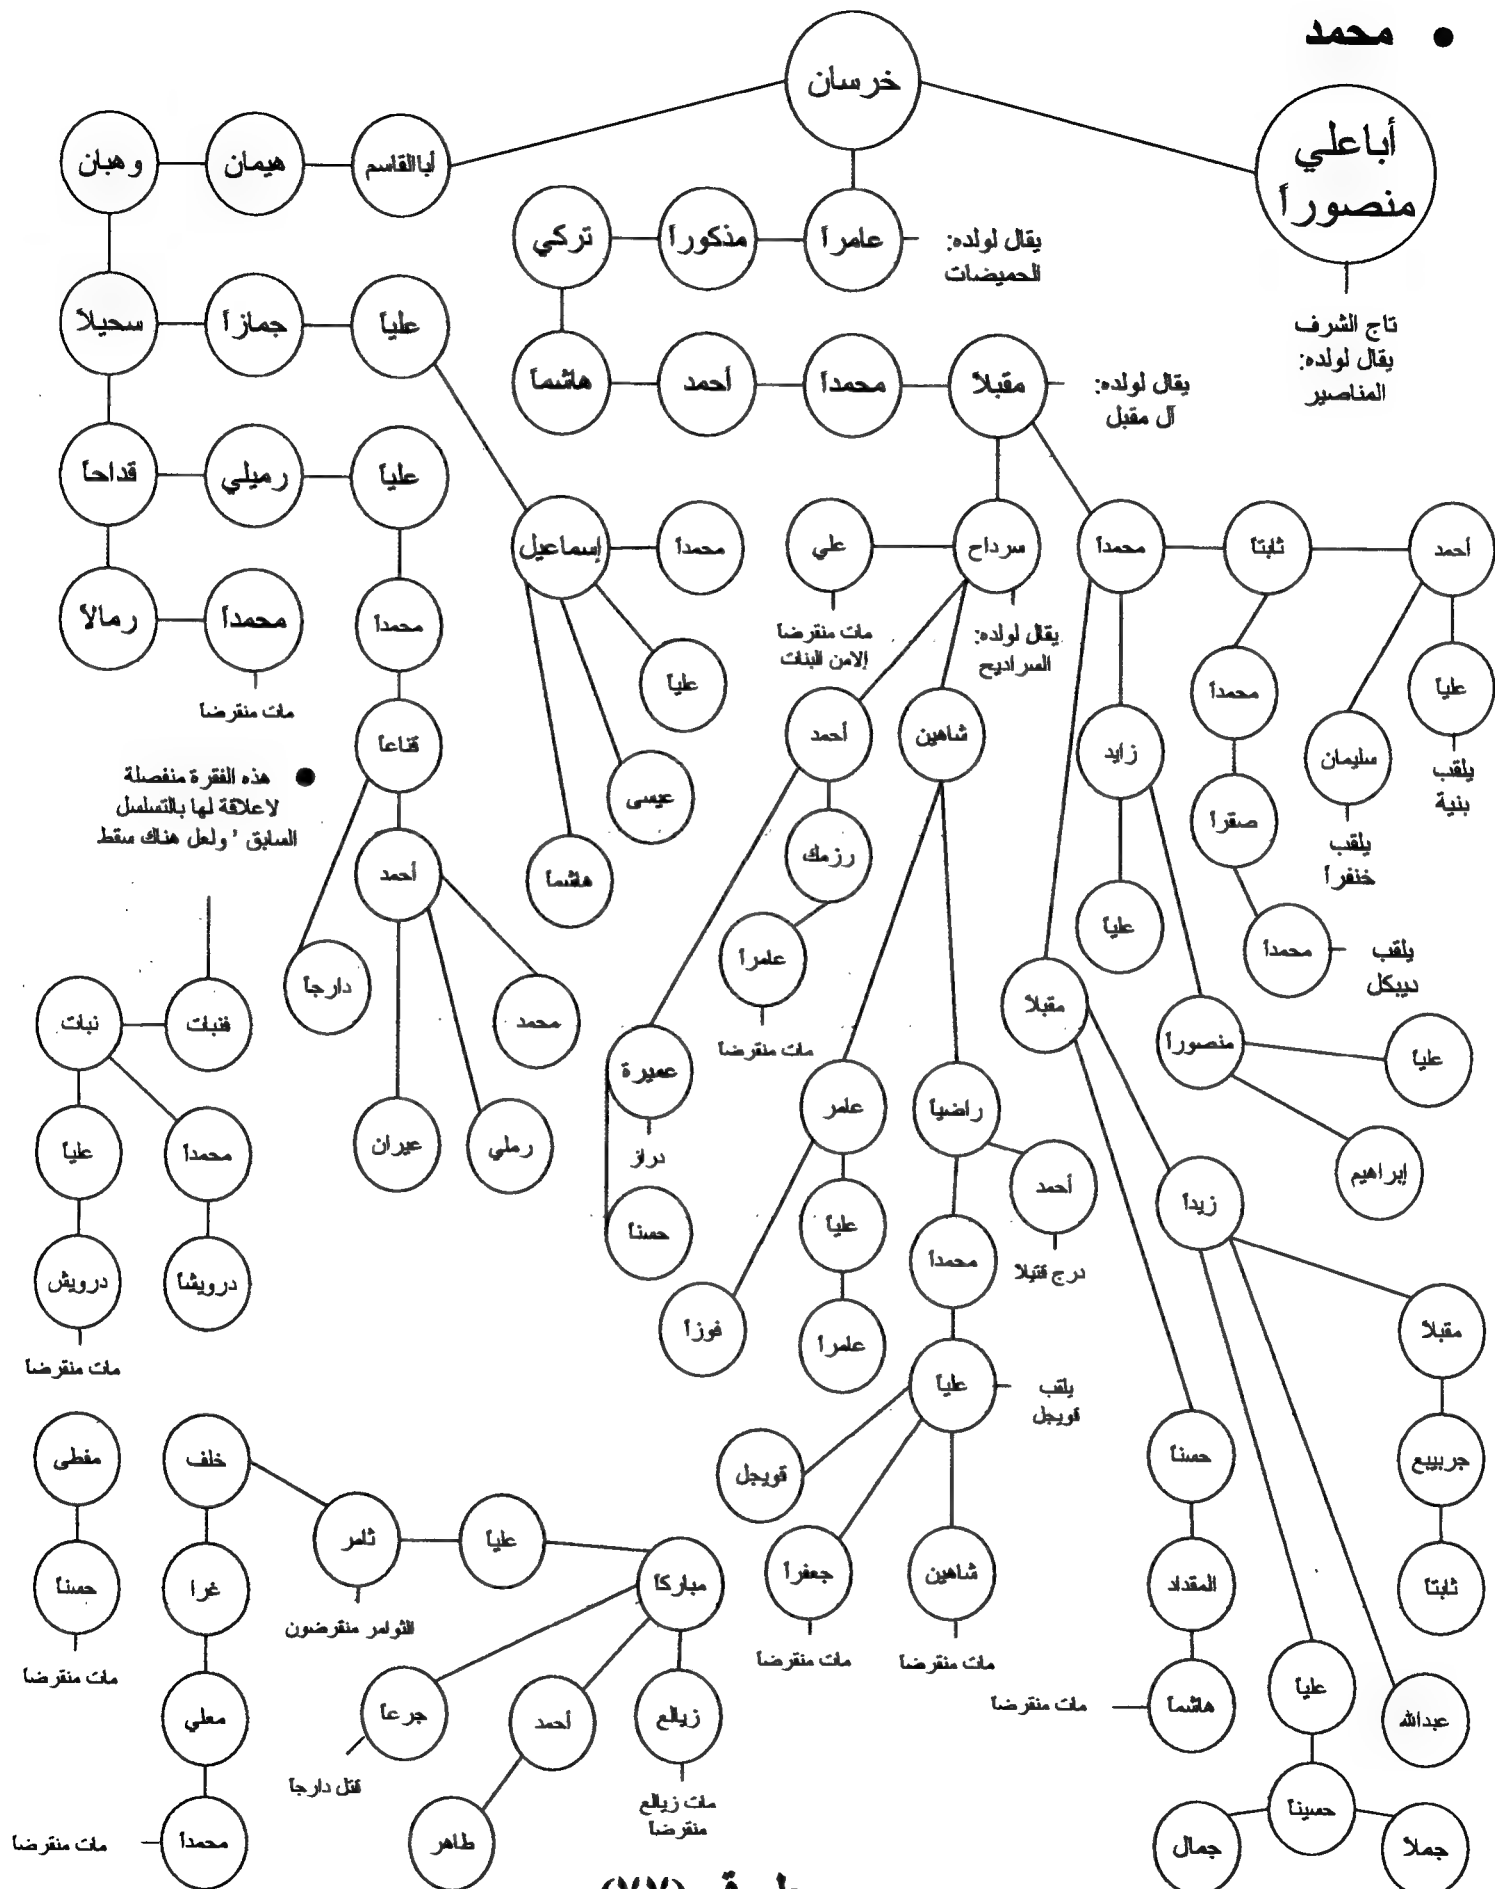 ● محمد
خرسان
أباعلي
منصوراً
تاج الشرف
يقال لولده:
المناصير
أباالقاسم
هيمان
وهبان
عامراً
يقال لولده:
الحميضات
مذكوراً
تركي
سحيلاً
جمازاً
علياً
هاشماً
أحمد
محمداً
مقبلاً
يقال لولده:
آل مقبل
قداحاً
رميلي
علياً
إسماعيل
محمداً
علي
سرداح
محمداً
ثابتاً
أحمد
رمالاً
محمداً
مات منقرضاً
محمداً
علياً
مات منقرضاً
إلامن البنات
يقال لولده:
السراديح
محمداً
علياً
يلقب
بنية
سليمان
يلقب
خنفراً
قناعاً
عيسى
أحمد
شاهين
زايد
صقراً
● هذه الفقرة منفصلة
لاعلاقة لها بالتسلسل
السابق ' ولعل هناك سقط
أحمد
هاشماً
رزمك
علياً
محمداً
يلقب
دبيكل
دارجاً
محمد
عامراً
مات منقرضاً
مقبلاً
منصوراً
علياً
إبراهيم
نبات
فنبات
عميرة
دراز
عامر
راضياً
علياً
محمداً
عيران
رملي
حسناً
علياً
أحمد
درج قتيلا
زيداً
درويش
مات منقرضاً
درويشاً
فوزاً
عامراً
محمداً
مقبلاً
علياً
يلقب
قويجل
مفطى
خلف
قويجل
حسناً
جربيبع
ثامر
الثوامر منقرضون
علياً
مباركاً
جعفراً
مات منقرضاً
شاهين
مات منقرضاً
المقداد
ثابتاً
حسناً
مات منقرضاً
غرا
معلي
جرعاً
قتل دارجاً
أحمد
زيالع
مات زيالع
منقرضاً
هاشماً
مات منقرضاً
علياً
عبدالله
محمداً
مات منقرضاً
طاهر
حسيناً
جمال
جملاً